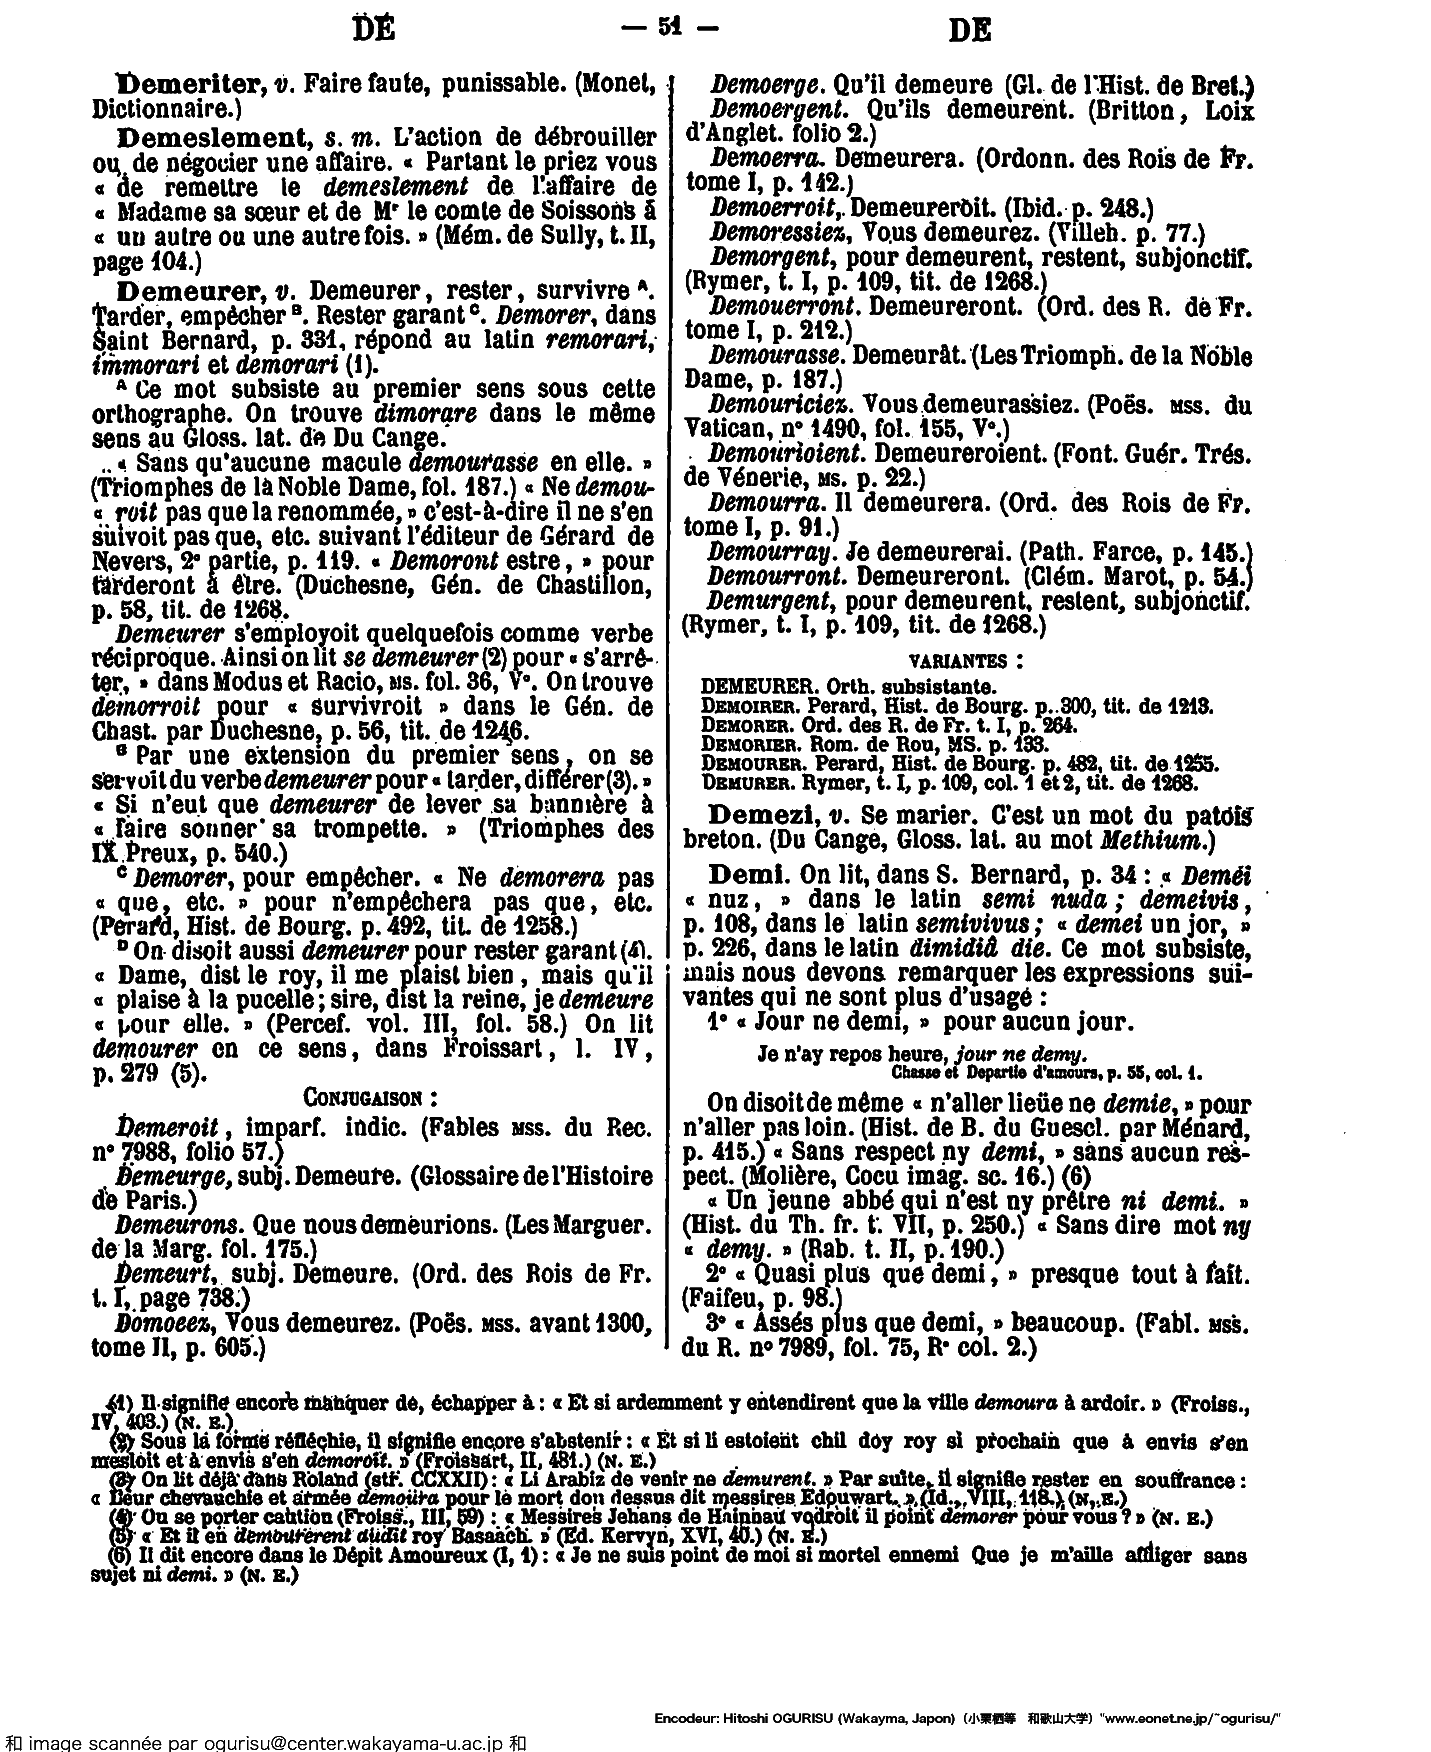 DÉ — 51 — DE
Demeriter, v. Faire faute, punissable. (Monet,
Dictionnaire.)
Demeslement, s. m. L'action de débrouiller
ou de négocier une affaire. « Partant le priez vous
« de remettre le demeslement de l'affaire de
« Madame sa sœur et de Mr le comte de Soissons à
« un autre ou une autre fois. » (Mém. de Sully, t. II,
page 104.)
Demeurer, v. Demeurer, rester, survivre A.
Tarder, empêcher B. Rester garant C. Demorer, dans
Saint Bernard, p. 331, répond au latin remorari,
immorari et demorari (1).
A Ce mot subsiste au premier sens sous cette
orthographe. On trouve dimorare dans le même
sens au Gloss. lat. de Du Cange.
« Sans qu'aucune macule demourasse en elle. »
(Triomphes de la Noble Dame, fol. 187.) « Ne demou-
« roit pas que la renommée, » c'est-à-dire il ne s'en
suivoit pas que, etc. suivant l'éditeur de Gérard de
Nevers, 2e partie, p. 119. « Demoront estre, » pour
tarderont à être. (Duchesne, Gén. de Chastillon,
p. 58, tit. de 1268.
Demeurer s'employoit quelquefois comme verbe
réciproque. Ainsi on lit se demeurer (2) pour « s'arrê-
ter, » dans Modus et Racio, MS. fol. 36, Vo. On trouve
demorroit pour « survivroit » dans le Gén. de
Chast. par Duchesne, p. 56, tit. de 1246.
B Par une extension du premier sens, on se
servoit du verbe demeurer pour « tarder, différer (3). »
« Si n'eut que demeurer de lever sa bannière à
« faire sonner sa trompette. » (Triomphes des
IX Preux, p. 540.)
C Demorer, pour empêcher. « Ne demorera pas
« que, etc. » pour n'empêchera pas que, etc.
(Perard, Hist. de Bourg. p. 492, tit. de 1258.)
D On disoit aussi demeurer pour rester garant (4).
« Dame, dist le roy, il me plaist bien, mais qu'il
« plaise à la pucelle; sire, dist la reine, je demeure
« pour elle. » (Percef. vol. III, fol. 58.) On lit
demourer en ce sens, dans Froissart, l. IV,
p. 279 (5).
CONJUGAISON :
Demeroit, imparf. indic. (Fables MSS. du Rec.
no 7988, folio 57.)
Demeurge, subj. Demeure. (Glossaire de l'Histoire
de Paris.)
Demeurons. Que nous demeurions. (Les Marguer.
de la Marg. fol. 175.)
Demeurt, subj. Demeure. (Ord. des Rois de Fr.
t. I, page 738.)
Domoeez, Vous demeurez. (Poës. MSS. avant 1300,
tome II, p. 605.)
Demoerge. Qu'il demeure (Gl. de l'Hist. de Bret.)
Demoergent. Qu'ils demeurent. (Britton, Loix
d'Anglet. folio 2.)
Demoerra. Demeurera. (Ordonn. des Rois de Fr.
tome I, p. 142.)
Demoerroit, Demeureroit. (Ibid. p. 248.)
Demoressiez, Vous demeurez. (Villeh. p. 77.)
Demorgent, pour demeurent, restent, subjonctif.
(Rymer, t. I, p. 109, tit. de 1268.)
Demouerront. Demeureront. (Ord. des R. de Fr.
tome I, p. 212.)
Demourasse. Demeurât. (Les Triomph. de la Noble
Dame, p. 187.)
Demouriciez. Vous demeurassiez. (Poës. MSS. du
Vatican, no 1490, fol. 155, Vo.)
Demourioient. Demeureroient. (Font. Guér. Trés.
de Vénerie, MS. p. 22.)
Demourra. Il demeurera. (Ord. des Rois de Fr.
tome I, p. 91.)
Demourray. Je demeurerai. (Path. Farce, p. 145.)
Demourront. Demeureront. (Clém. Marot, p. 54.)
Demurgent, pour demeurent, restent, subjonctif.
(Rymer, t. I, p. 109, tit. de 1268.)
VARIANTES :
DEMEURER. Orth. subsistante.
DEMOIRER. Perard, Hist. de Bourg. p. 300, tit. de 1213.
DEMORER. Ord. des R. de Fr. t. I, p. 264.
DEMORIER. Rom. de Rou, MS. p. 133.
DEMOURER. Perard, Hist. de Bourg. p. 482, tit. de 1255.
DEMURER. Rymer, t. I, p. 109, col. 1 et 2, tit. de 1268.
Demezi, v. Se marier. C'est un mot du patois
breton. (Du Cange, Gloss. lat. au mot Methium.)
Demi. On lit, dans S. Bernard, p. 34 : « Deméi
« nuz, » dans le latin semi nuda; demeivis,
p. 108, dans le latin semivivus; « demei un jor, »
p. 226, dans le latin dimidiâ die. Ce mot subsiste,
mais nous devons remarquer les expressions sui-
vantes qui ne sont plus d'usage :
1o « Jour ne demi, » pour aucun jour.
Je n'ay repos heure, jour ne demy.
Chasse et Departie d'amours, p. 55, col. 1.
On disoit de même « n'aller lieüe ne demie, » pour
n'aller pas loin. (Hist. de B. du Guescl. par Ménard,
p. 415.) « Sans respect ny demi, » sans aucun res-
pect. (Molière, Cocu imag. sc. 16.) (6)
« Un jeune abbé qui n'est ny prêtre ni demi. »
(Hist. du Th. fr. t. VII, p. 250.) « Sans dire mot ny
« demy. » (Rab. t. II, p. 190.)
2o « Quasi plus que demi, » presque tout à fait.
(Faifeu, p. 98.)
3o « Assés plus que demi, » beaucoup. (Fabl. MSS.
du R. no 7989, fol. 75, Ro col. 2.)
(1) Il signifie encore manquer de, échapper à : « Et si ardemment y entendirent que la ville demoura à ardoir. » (Froiss.,
IV, 403.) (N. E.)
(2) Sous la forme réfléchie, il signifie encore s'abstenir : « Et si li estoient chil doy roy si prochain que à envis s'en
mesloit et à envis s'en demoroit. » (Froissart, II, 481.) (N. E.)
(3) On lit déjà dans Roland (str. CCXXII) : « Li Arabiz de venir ne demurent. » Par suite, il signifie rester en souffrance :
« Leur chevauchie et armée demoura pour le mort don dessus dit messires Edouwart. » (Id., VIII, 118.) (N. E.)
(4) Ou se porter caution (Froiss., III, 59) : « Messires Jehans de Hainnau vodroit il point demorer pour vous ? » (N. E.)
(5) « Et il en demourèrent audit roy Basaach. » (Ed. Kervyn, XVI, 40.) (N. E.)
(6) Il dit encore dans le Dépit Amoureux (I, 1) : « Je ne suis point de moi si mortel ennemi Que je m'aille affliger sans
sujet ni demi. » (N. E.)
Encodeur: Hitoshi OGURISU (Wakayma, Japon) (小栗栖等 和歌山大学) "www.eonet.ne.jp/~ogurisu/"
和 image scannée par ogurisu@center.wakayama-u.ac.jp 和